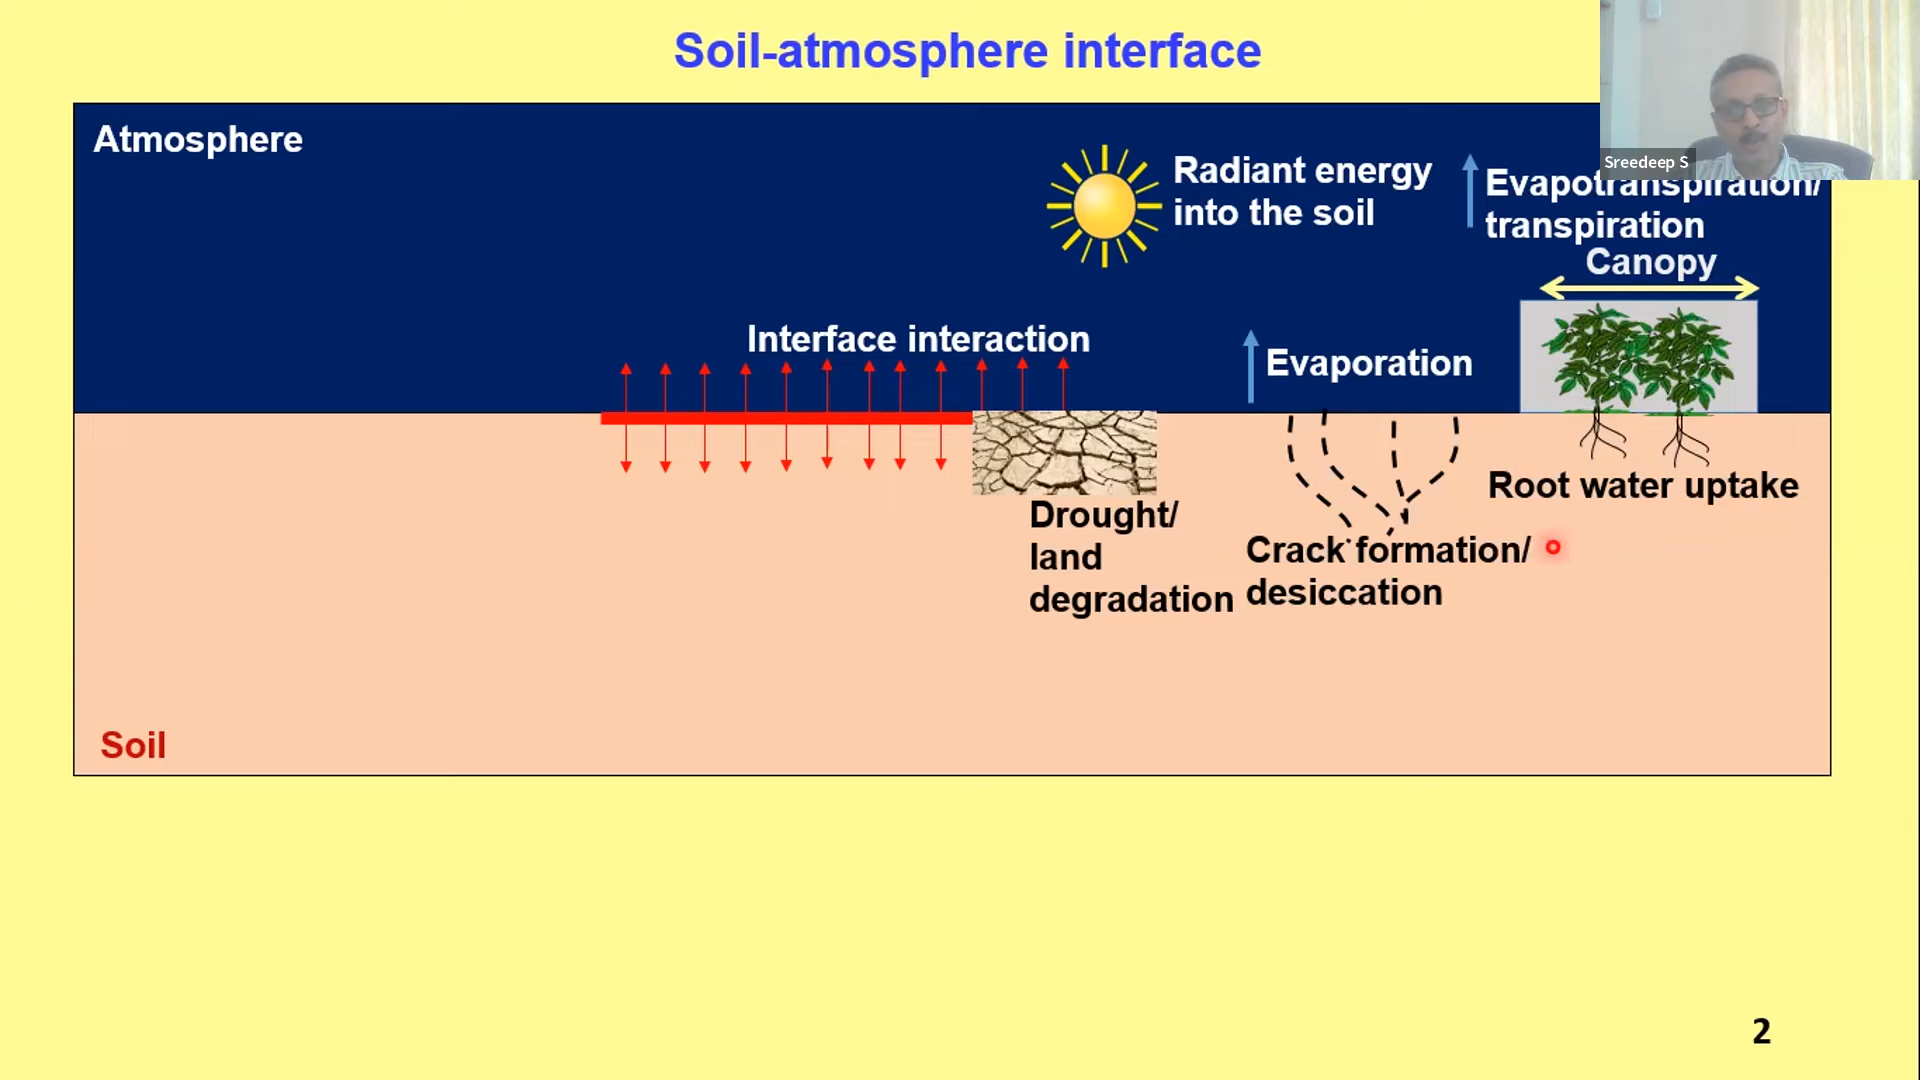 Soil-atmosphere interface
Sreedeep S
Atmosphere
Radiant energy
into the soil
Evapotranspiration/
transpiration
Canopy
Interface interaction
Evaporation
Root water uptake
Drought/
land
degradation
Crack formation/
desiccation
Soil
2